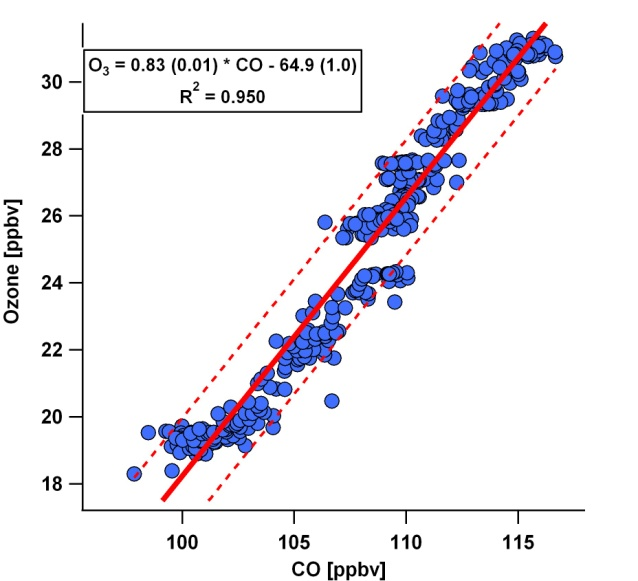 O₃ = 0.83 (0.01) * CO - 64.9 (1.0)
R² = 0.950
30
28
26
24
22
20
18
Ozone [ppbv]
100 105 110 115
CO [ppbv]